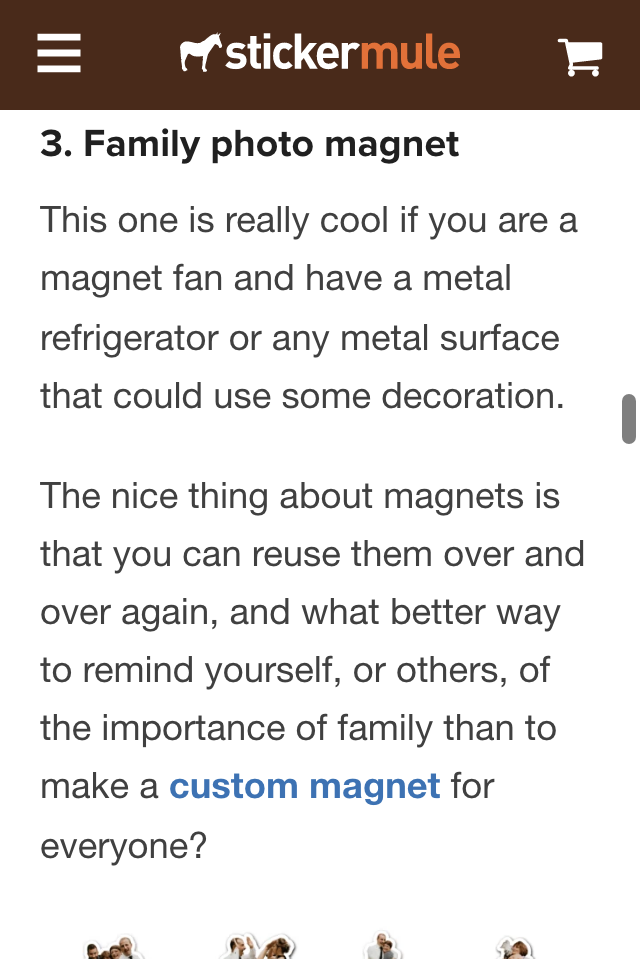 stickermule
3. Family photo magnet
This one is really cool if you are a
magnet fan and have a metal
refrigerator or any metal surface
that could use some decoration.
The nice thing about magnets is
that you can reuse them over and
over again, and what better way
to remind yourself, or others, of
the importance of family than to
make a custom magnet for
everyone?